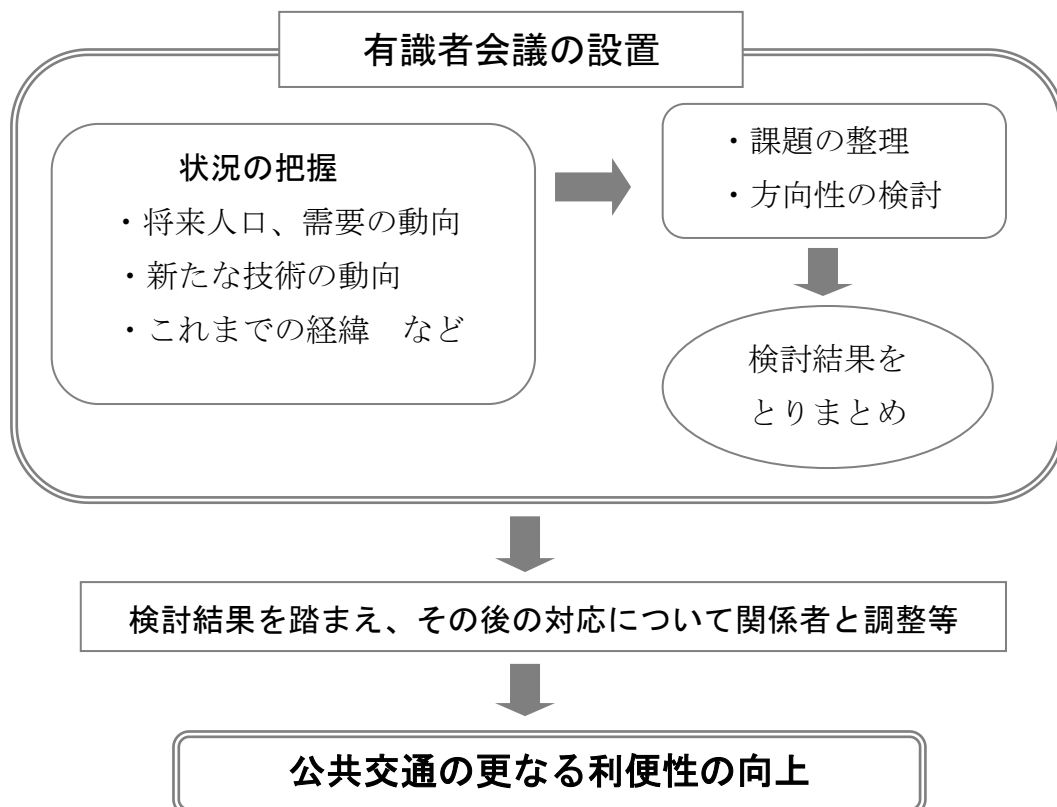 有識者会議の設置
状況の把握
・将来人口、需要の動向
・新たな技術の動向
・これまでの経緯　など
・課題の整理
・方向性の検討
検討結果を
とりまとめ
検討結果を踏まえ、その後の対応について関係者と調整等
公共交通の更なる利便性の向上